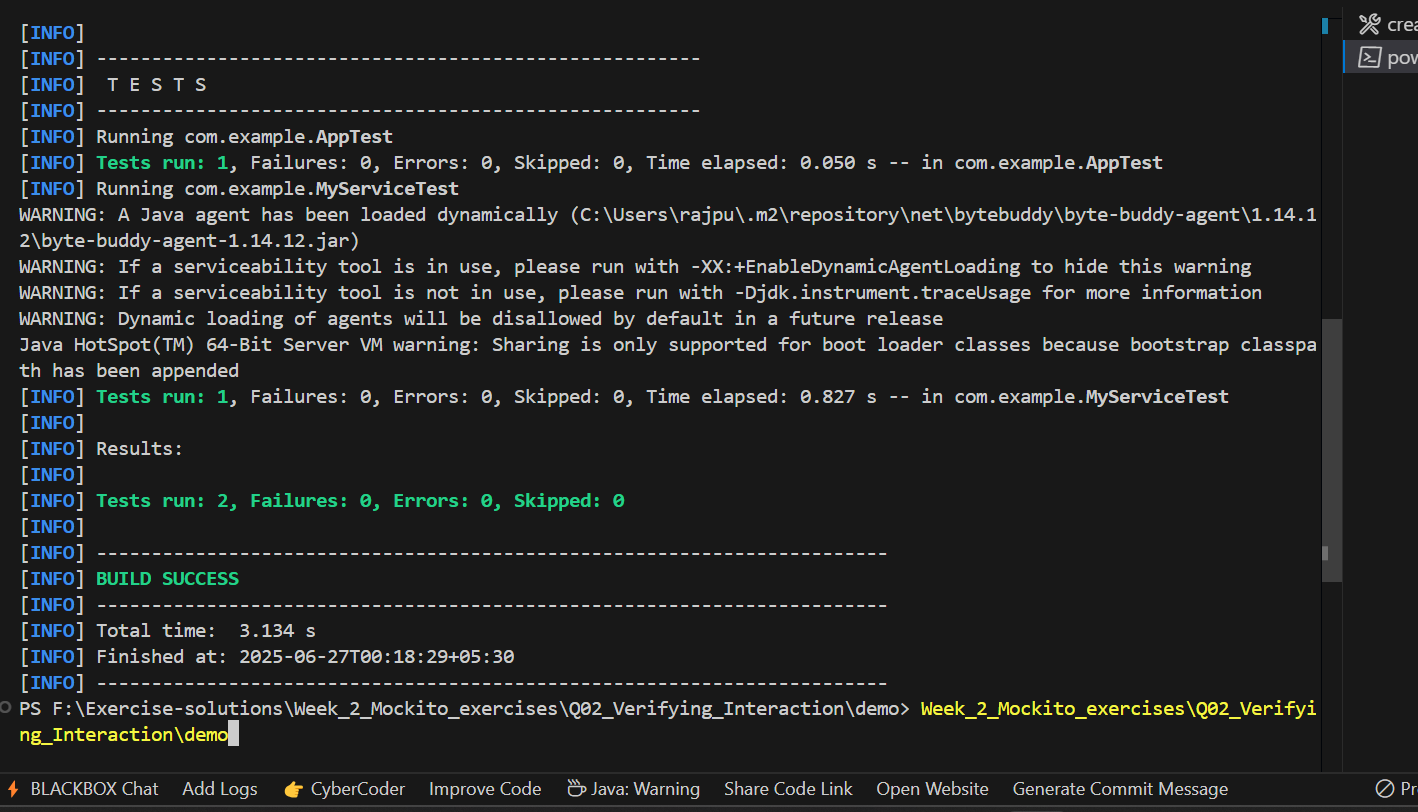 [INFO]
[INFO] -------------------------------------------------------
[INFO]  T E S T S
[INFO] -------------------------------------------------------
[INFO] Running com.example.AppTest
[INFO] Tests run: 1, Failures: 0, Errors: 0, Skipped: 0, Time elapsed: 0.050 s -- in com.example.AppTest
[INFO] Running com.example.MyServiceTest
WARNING: A Java agent has been loaded dynamically (C:\Users\rajpu\.m2\repository\net\bytebuddy\byte-buddy-agent\1.14.1
2\byte-buddy-agent-1.14.12.jar)
WARNING: If a serviceability tool is in use, please run with -XX:+EnableDynamicAgentLoading to hide this warning
WARNING: If a serviceability tool is not in use, please run with -Djdk.instrument.traceUsage for more information
WARNING: Dynamic loading of agents will be disallowed by default in a future release
Java HotSpot(TM) 64-Bit Server VM warning: Sharing is only supported for boot loader classes because bootstrap classpa
th has been appended
[INFO] Tests run: 1, Failures: 0, Errors: 0, Skipped: 0, Time elapsed: 0.827 s -- in com.example.MyServiceTest
[INFO]
[INFO] Results:
[INFO]
[INFO] Tests run: 2, Failures: 0, Errors: 0, Skipped: 0
[INFO]
[INFO] ------------------------------------------------------------------------
[INFO] BUILD SUCCESS
[INFO] ------------------------------------------------------------------------
[INFO] Total time:  3.134 s
[INFO] Finished at: 2025-06-27T00:18:29+05:30
[INFO] ------------------------------------------------------------------------
PS F:\Exercise-solutions\Week_2_Mockito_exercises\Q02_Verifying_Interaction\demo> Week_2_Mockito_exercises\Q02_Verifyi
ng_Interaction\demo
crea
pow
BLACKBOX Chat Add Logs CyberCoder Improve Code Java: Warning Share Code Link Open Website Generate Commit Message Pr